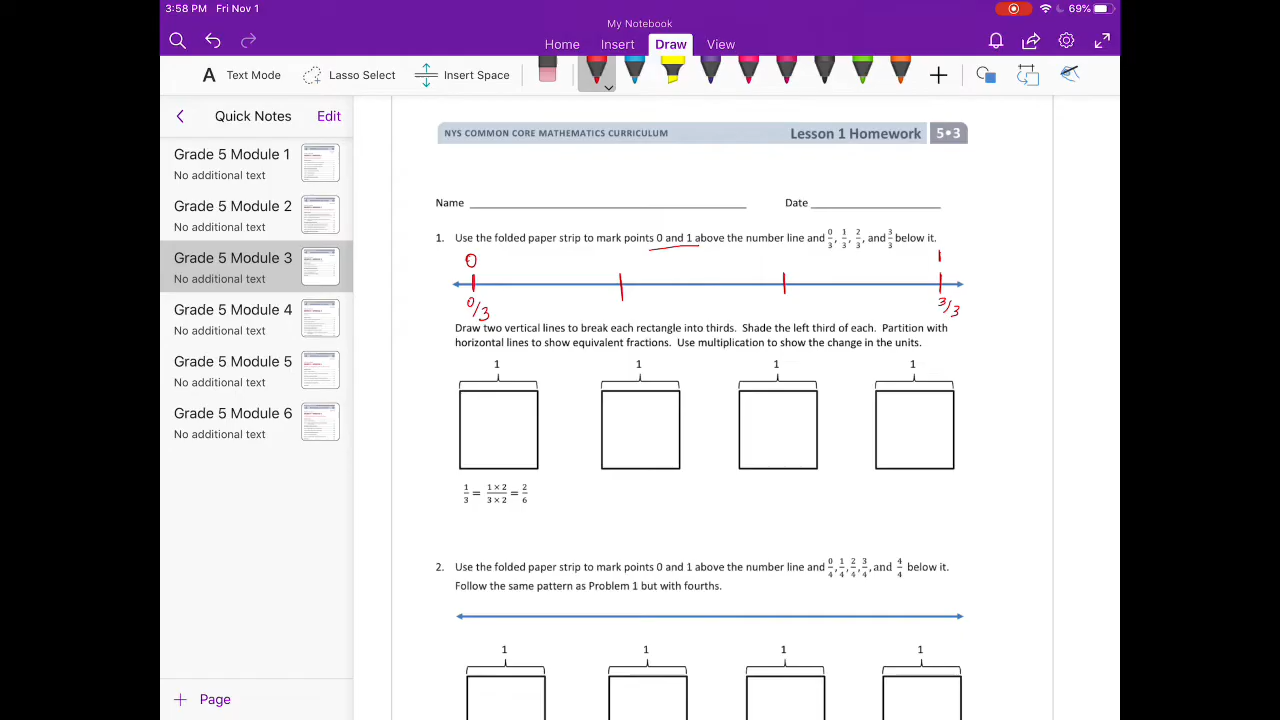 3:58 PM Fri Nov 1
69%
My Notebook
Home Insert Draw View
A Text Mode Lasso Select Insert Space
Quick Notes Edit
Grade 5 Module 1
No additional text
Grade 5 Module 2
No additional text
Grade 5 Module 3
No additional text
Grade 5 Module 4
No additional text
Grade 5 Module 5
No additional text
Grade 5 Module 6
No additional text
+ Page
NYS COMMON CORE MATHEMATICS CURRICULUM Lesson 1 Homework 5•3
Name Date
1. Use the folded paper strip to mark points 0 and 1 above the number line and 0/3, 1/3, 2/3, and 3/3 below it.
0 1
0/3 3/3
Draw two vertical lines to break each rectangle into thirds. Shade the left third of each. Partition with
horizontal lines to show equivalent fractions. Use multiplication to show the change in the units.
1 1 1 1
1/3 = (1 × 2)/(3 × 2) = 2/6
2. Use the folded paper strip to mark points 0 and 1 above the number line and 0/4, 1/4, 2/4, 3/4, and 4/4 below it.
Follow the same pattern as Problem 1 but with fourths.
1 1 1 1